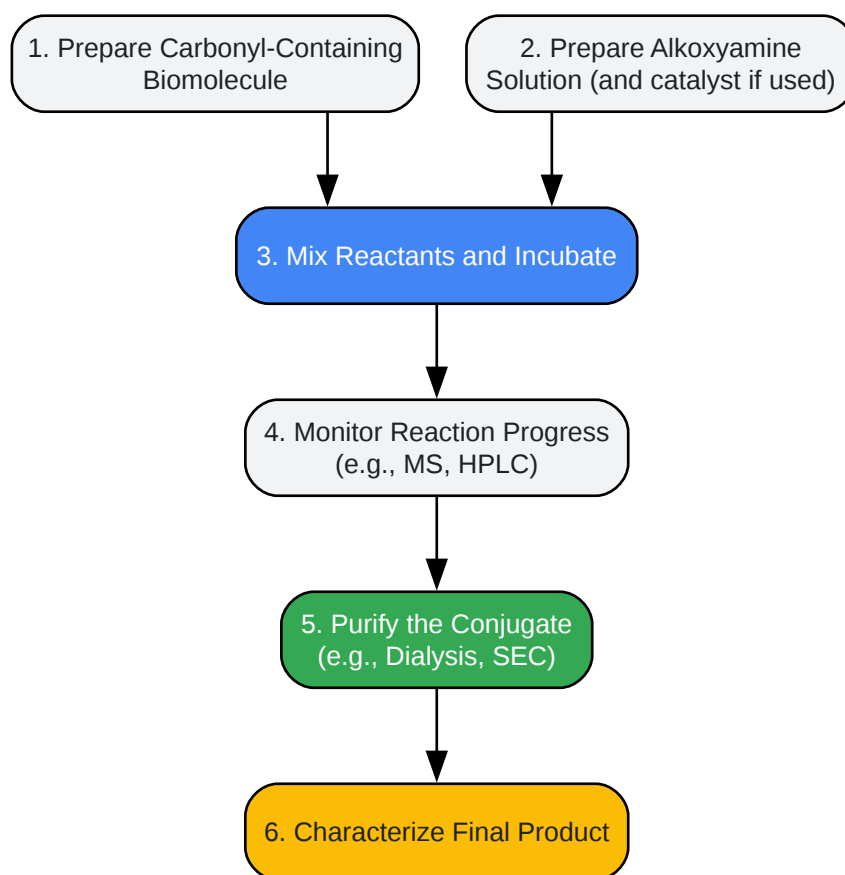 1. Prepare Carbonyl-Containing
Biomolecule
2. Prepare Alkoxyamine
Solution (and catalyst if used)
3. Mix Reactants and Incubate
4. Monitor Reaction Progress
(e.g., MS, HPLC)
5. Purify the Conjugate
(e.g., Dialysis, SEC)
6. Characterize Final Product